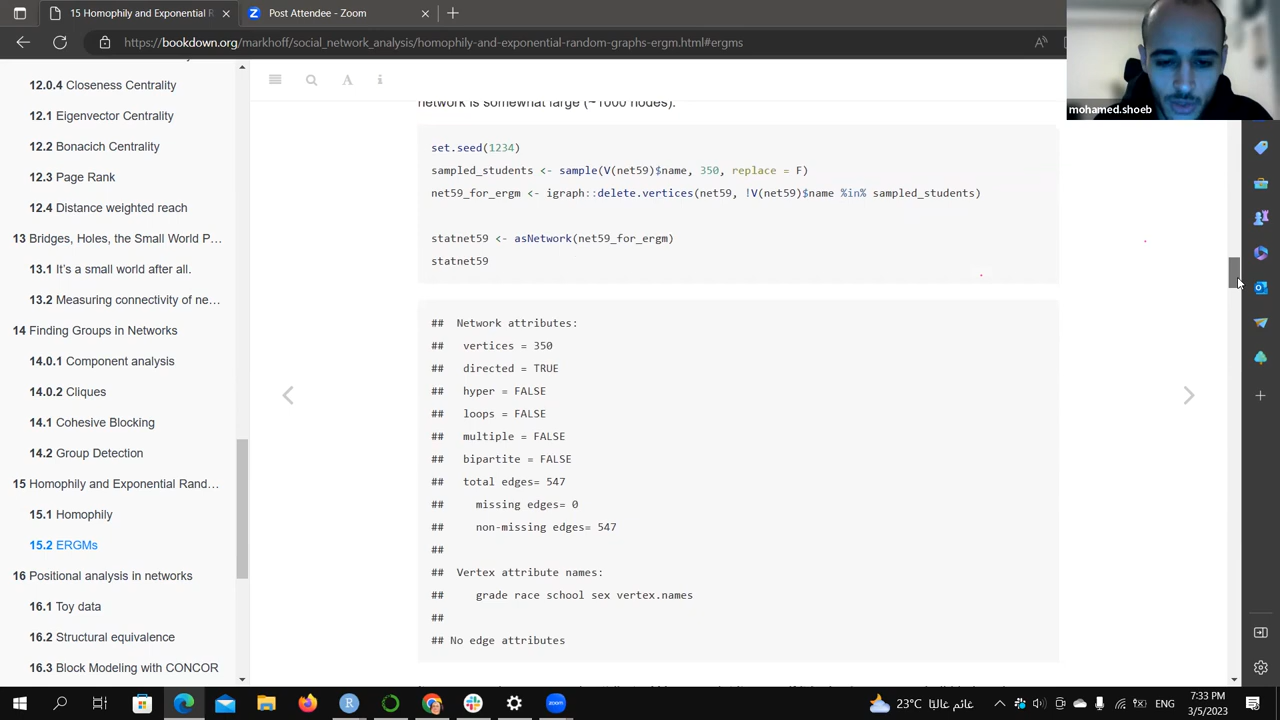 15 Homophily and Exponential R
Post Attendee - Zoom
https://bookdown.org/markhoff/social_network_analysis/homophily-and-exponential-random-graphs-ergm.html#ergms
mohamed.shoeb
12.0.4 Closeness Centrality
12.1 Eigenvector Centrality
12.2 Bonacich Centrality
12.3 Page Rank
12.4 Distance weighted reach
13 Bridges, Holes, the Small World P...
13.1 It's a small world after all.
13.2 Measuring connectivity of ne...
14 Finding Groups in Networks
14.0.1 Component analysis
14.0.2 Cliques
14.1 Cohesive Blocking
14.2 Group Detection
15 Homophily and Exponential Rand...
15.1 Homophily
15.2 ERGMs
16 Positional analysis in networks
16.1 Toy data
16.2 Structural equivalence
16.3 Block Modeling with CONCOR
network is somewhat large (~1000 nodes).
set.seed(1234)
sampled_students <- sample(V(net59)$name, 350, replace = F)
net59_for_ergm <- igraph::delete.vertices(net59, !V(net59)$name %in% sampled_students)
statnet59 <- asNetwork(net59_for_ergm)
statnet59
## Network attributes:
## vertices = 350
## directed = TRUE
## hyper = FALSE
## loops = FALSE
## multiple = FALSE
## bipartite = FALSE
## total edges= 547
## missing edges= 0
## non-missing edges= 547
##
## Vertex attribute names:
## grade race school sex vertex.names
##
## No edge attributes
23°C غائم غالبًا
ENG
7:33 PM
3/5/2023